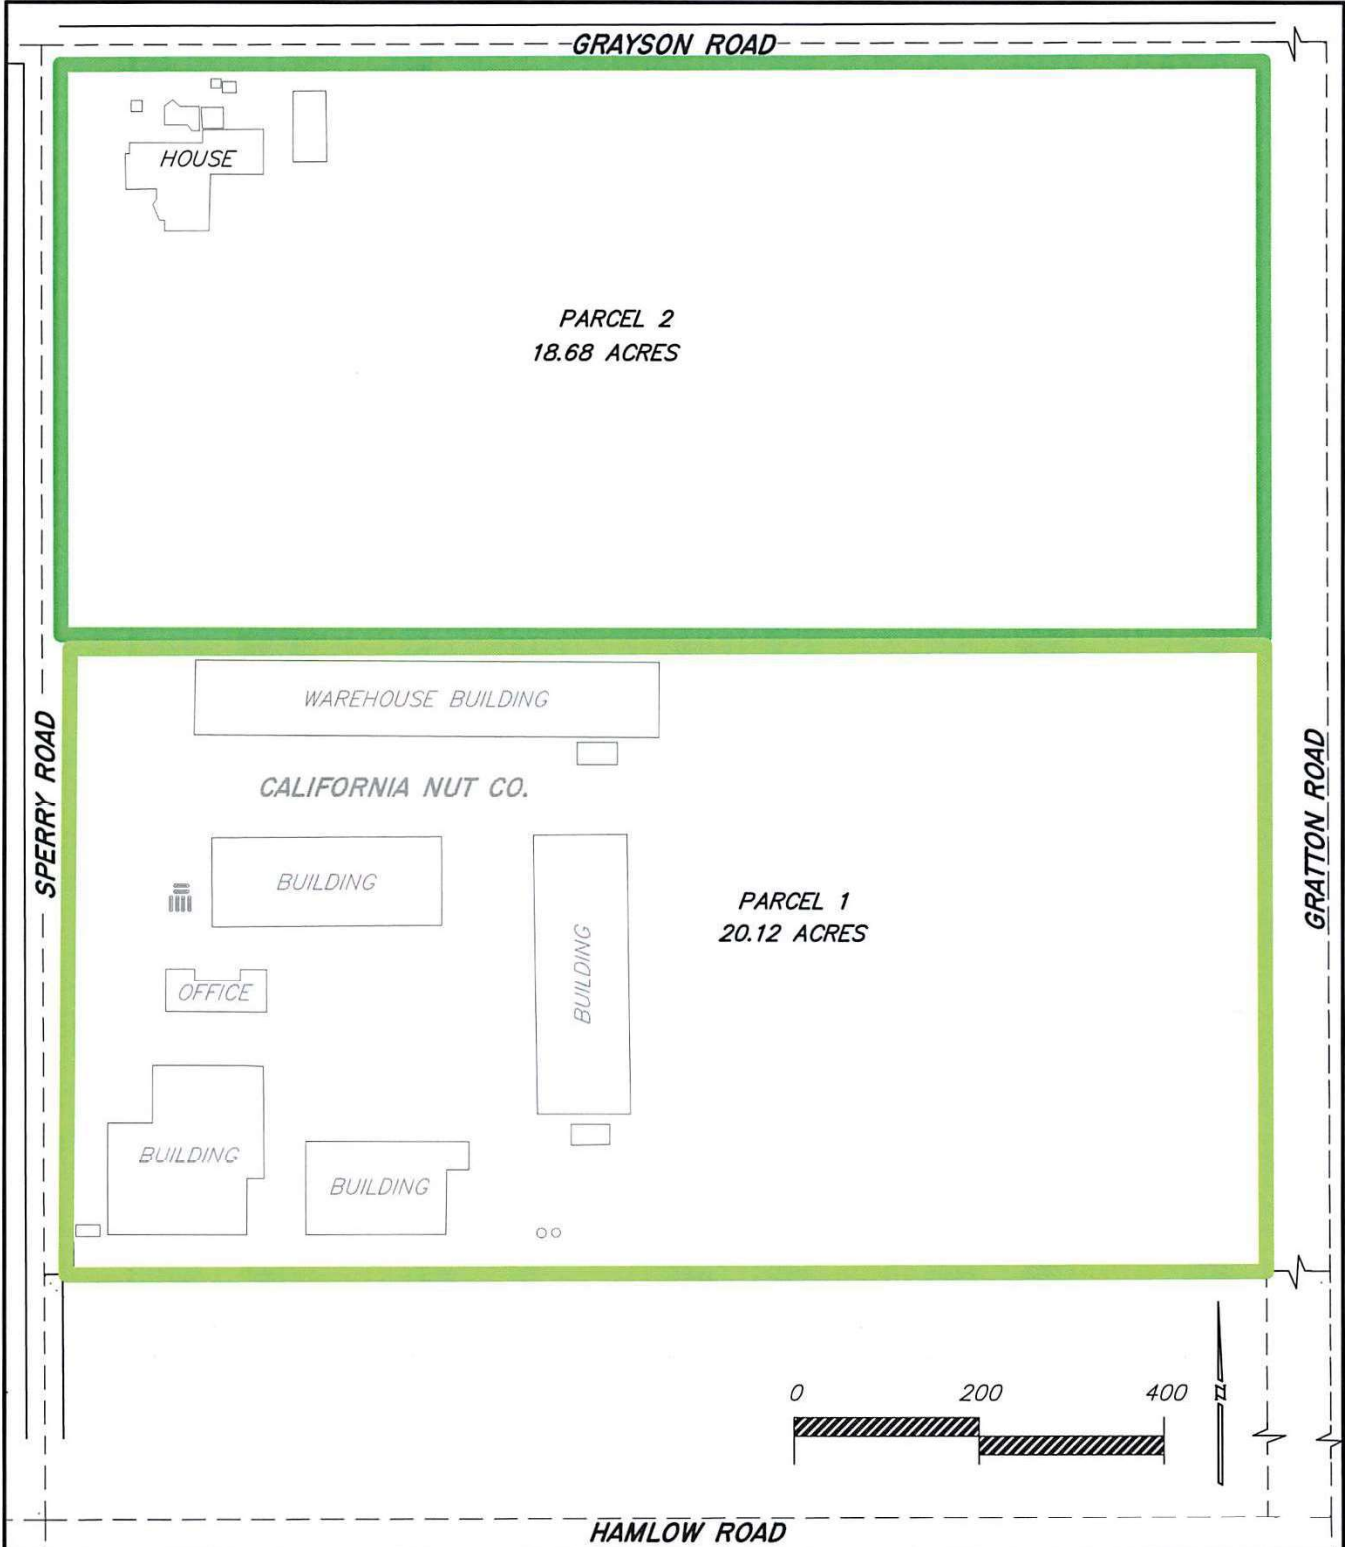 GRAYSON ROAD
HOUSE
PARCEL 2
18.68 ACRES
WAREHOUSE BUILDING
SPERRY ROAD
CALIFORNIA NUT CO.
GRATTON ROAD
BUILDING
PARCEL 1
20.12 ACRES
BUILDING
OFFICE
BUILDING
BUILDING
0 200 400
N
HAMLOW ROAD